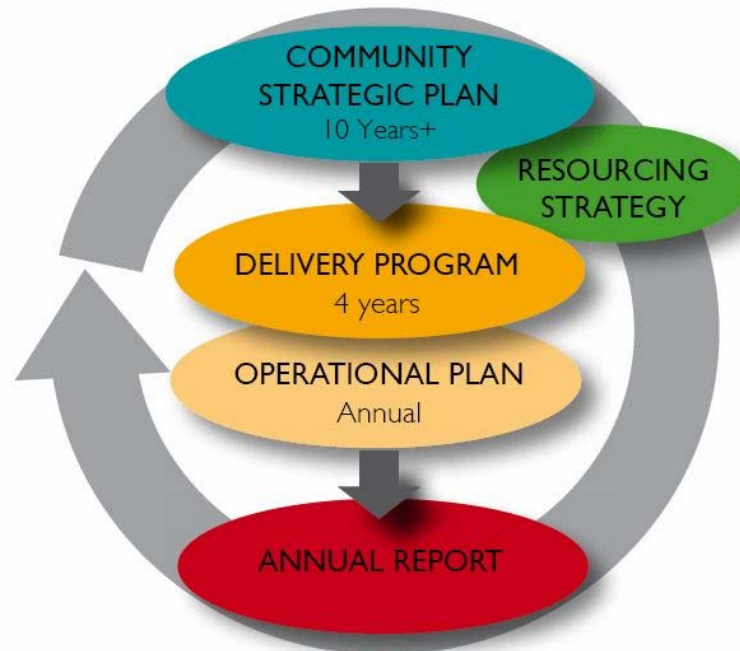 COMMUNITY
STRATEGIC PLAN
10 Years+
RESOURCING
STRATEGY
DELIVERY PROGRAM
4 years
OPERATIONAL PLAN
Annual
ANNUAL REPORT